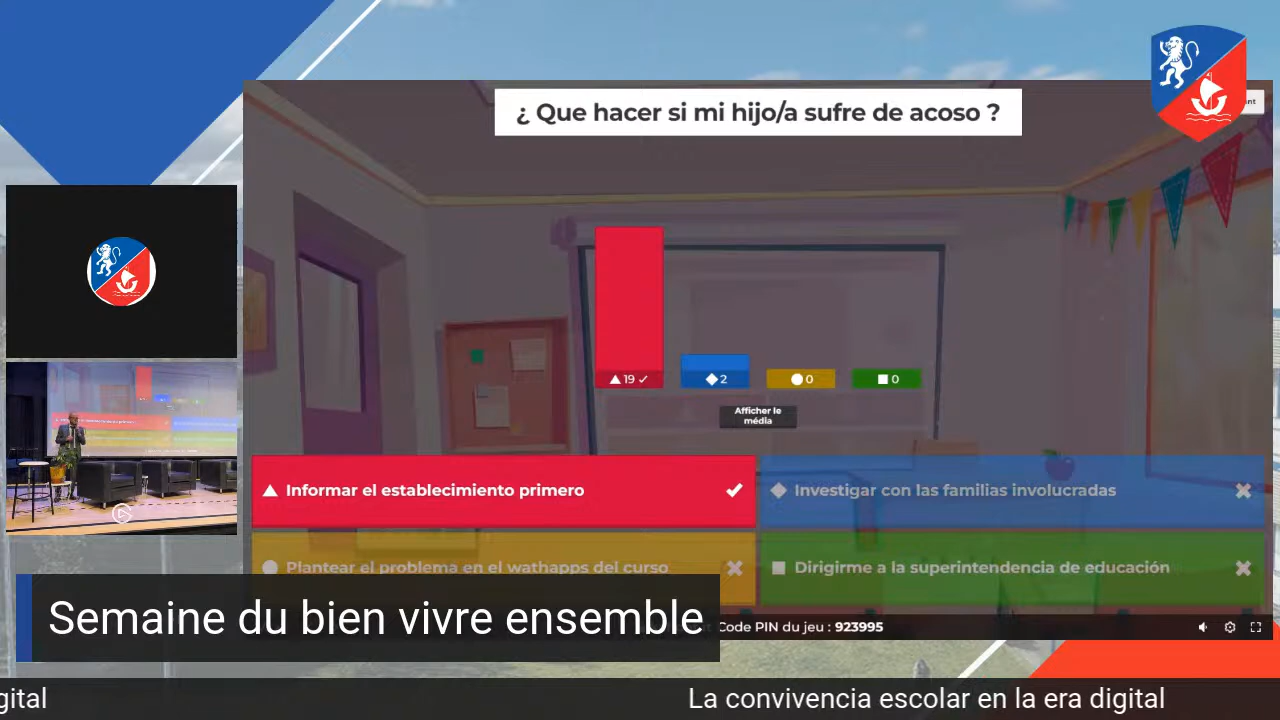 ¿ Que hacer si mi hijo/a sufre de acoso ?
nt
19
2
0
0
Afficher le
média
Informar el establecimiento primero
Investigar con las familias involucradas
Plantear el problema en el wathapps del curso
Dirigirme a la superintendencia de educación
Semaine du bien vivre ensemble
Code PIN du jeu : 923995
gital
La convivencia escolar en la era digital